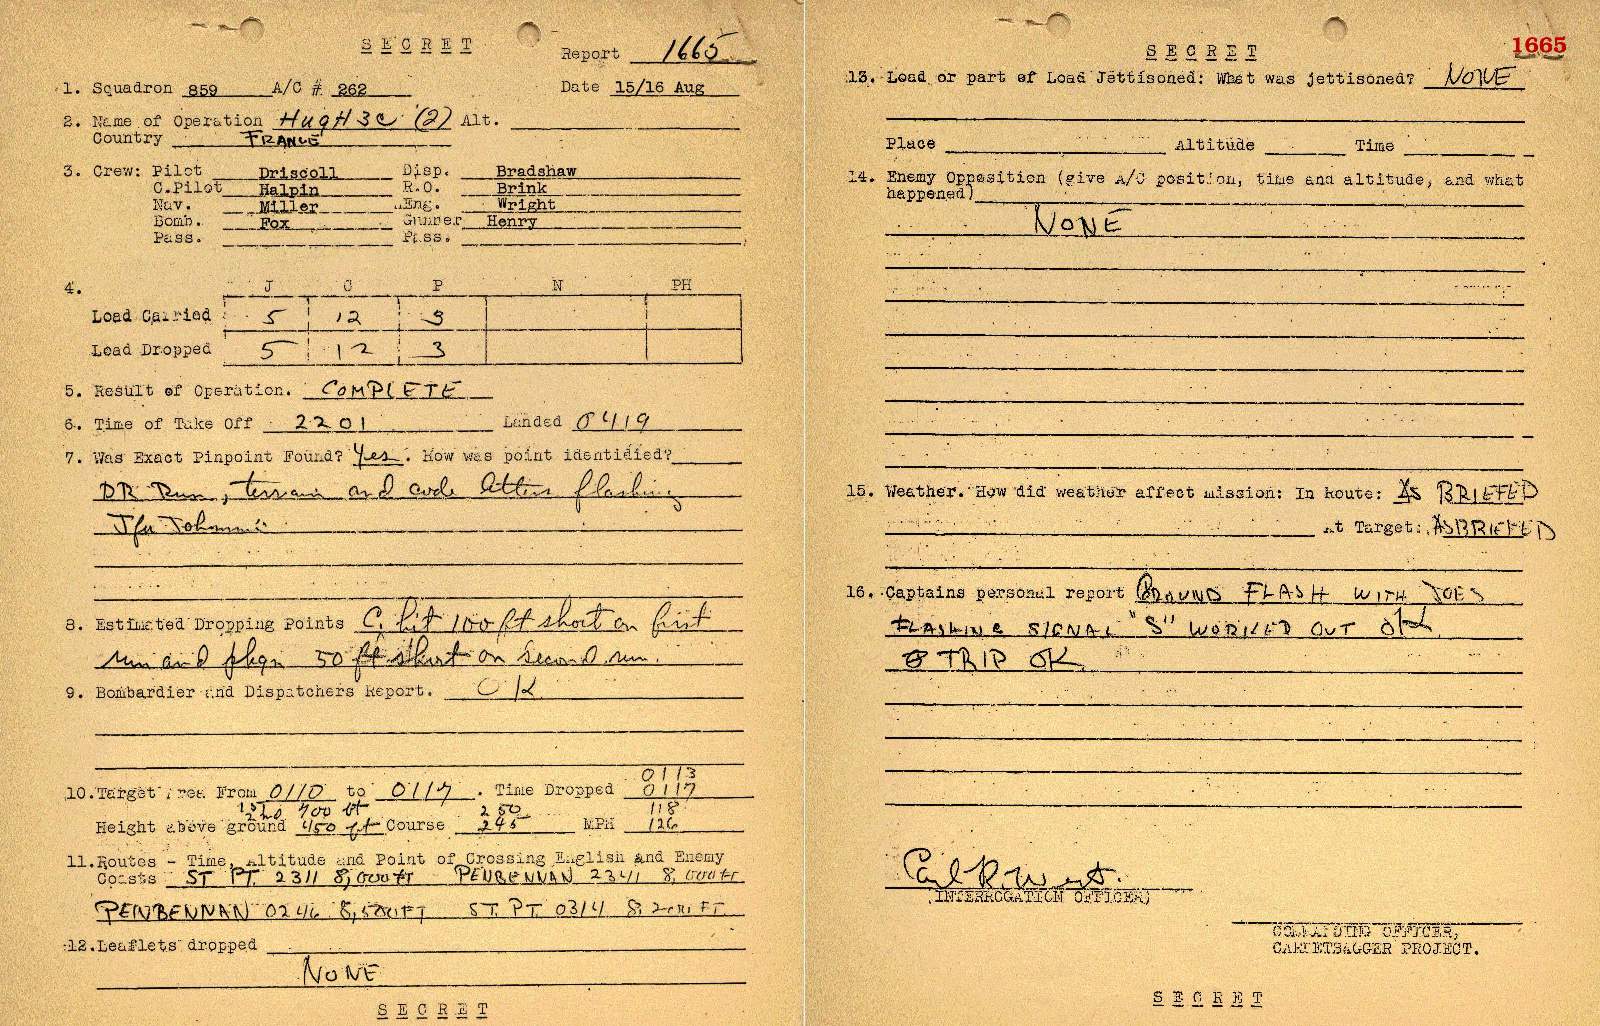 SECRET
Report 1665
1. Squadron 859 A/C # 262 Date 15/16 Aug
2. Name of Operation HugH 3C (2) Alt.
Country FRANCE
3. Crew: Pilot Driscoll Disp. Bradshaw
C.Pilot Halpin R.O. Brink
Nav. Miller Eng. Wright
Bomb. Fox Gunner Henry
Pass. Pass.
4. J C P N PH
Load Carried 5 12 3
Load Dropped 5 12 3
5. Result of Operation. COMPLETE
6. Time of Take Off 2201 Landed 0419
7. Was Exact Pinpoint Found? Yes. How was point identidied?
DR Run, terrain and code letters flashing
8. Estimated Dropping Points C. hit 100 ft short on first
run and pkgn 50 ft short on second run.
9. Bombardier and Dispatchers Report. OK
0113
10. Target Area From 0110 to 0117. Time Dropped 0117
1st 700 ft 250 118
2nd
Height above ground 450 ft Course 245 MPH 126
11. Routes - Time, Altitude and Point of Crossing English and Enemy
Coasts ST PT. 2311 8,000 FT PENBENNAN 2341 8,000 FT
PENBENNAN 0246 8,500 FT ST. PT. 0314 8,200 FT.
12. Leaflets dropped
NONE
SECRET
SECRET
1665
13. Load or part of Load Jettisoned: What was jettisoned? NONE
Place Altitude Time
14. Enemy Opposition (give A/C position, time and altitude, and what
happened)
NONE
15. Weather. How did weather affect mission: In Route: AS BRIEFED
At Target: AS BRIEFED
16. Captains personal report GROUND FLASH WITH JOES
FLASHING SIGNAL "S" WORKED OUT OK
TRIP OK
(INTERROGATION OFFICER)
COMMANDING OFFICER,
CARPETBAGGER PROJECT.
SECRET